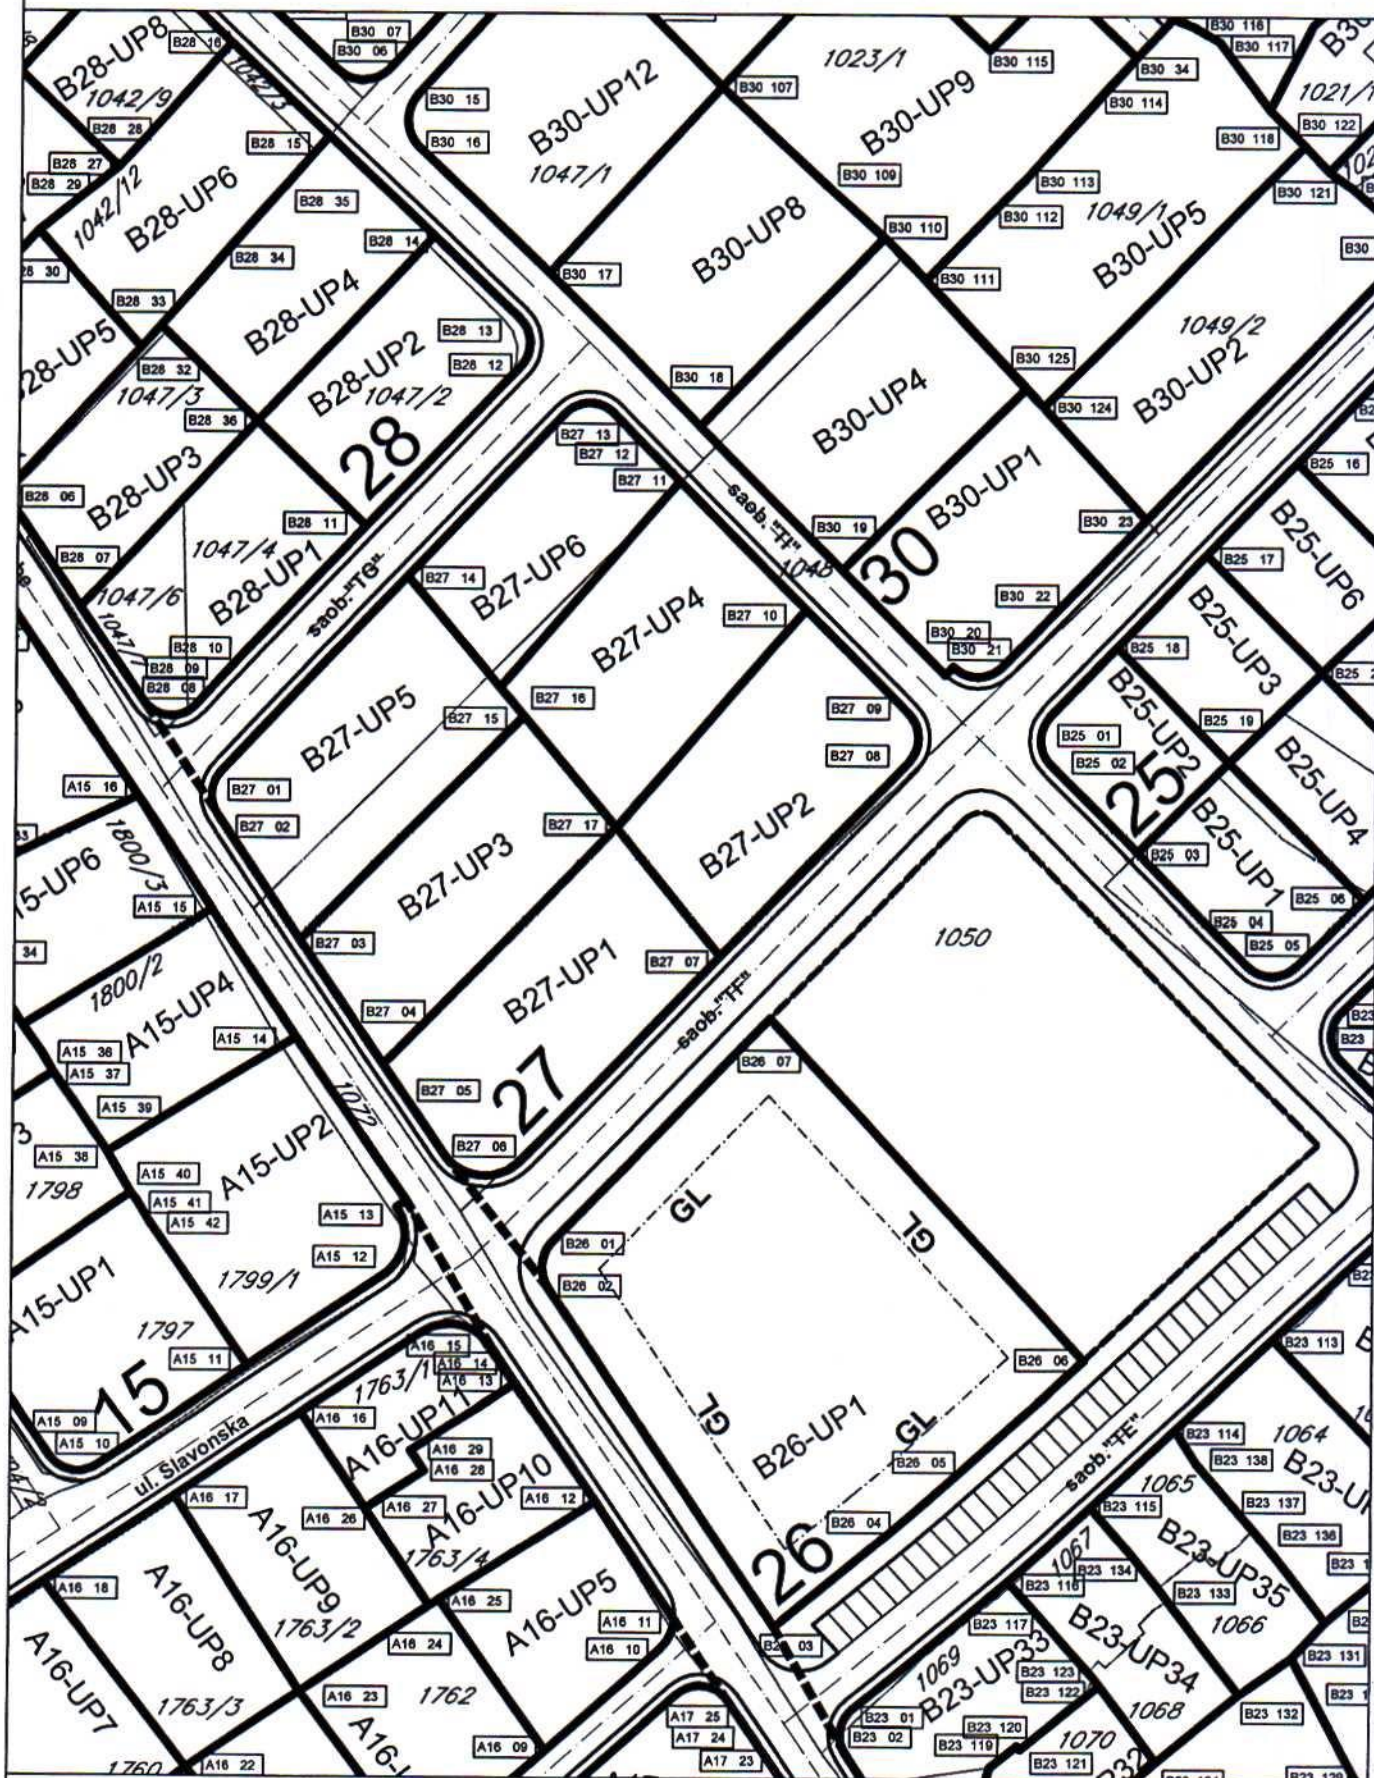 B28-UP8
B28 16
1042/9
1042/3
B30 07
B30 06
B30 15
B30 16
B30-UP12
1047/1
B30 107
1023/1
B30 115
B30-UP9
B30 109
B30 34
B30 114
B30 116
B30 117
B30 118
B30 122
B30 121
B30 113
B30 112
1049/1
B30-UP5
B30 110
B30 111
B30-UP8
B30 17
B30 18
B28 28
B28 27
B28 29
B28 15
1042/12
B28-UP6
B28 35
B28 34
B28 14
B28 33
B28-UP4
B28 13
B28 12
B28-UP2
1047/2
B28 32
1047/3
B28 36
28
B28-UP3
B28 06
B28 07
B28 11
1047/4
B28-UP1
1047/6
B28 10
B28 09
B28 08
saob."TG"
B27 13
B27 12
B27 11
saob. "TI"
1048
B30-UP4
B30 125
B30 124
1049/2
B30-UP2
B30-UP1
B30 19
30
B30 23
B30 22
B30 20
B30 21
B25 16
B25 17
B25-UP6
B25-UP3
B25 18
B25 19
B25-UP2
B25 01
B25 02
25
B25-UP4
B25-UP1
B25 03
B25 06
B25 04
B25 05
B27 14
B27-UP6
B27-UP4
B27 10
B27 16
B27 15
B27-UP5
B27 09
B27 08
B27 01
B27 02
B27 17
B27-UP2
B27-UP3
B27 03
B27 07
B27-UP1
B27 04
B27 05
27
B27 06
saob."TF"
1050
A15 16
1800/3
A15 15
1800/2
A15-UP4
A15 14
A15 36
A15 37
A15 39
1072
A15-UP2
A15 38
A15 40
A15 41
A15 42
A15 13
A15 12
1798
1799/1
A15-UP1
1797
A15 11
15
A15 09
A15 10
ul. Slavonska
B26 07
GL
GL
B26 01
B26 02
B26 06
GL
GL
B26-UP1
B26 05
B26 04
26
saob."TE"
A16 15
A16 14
A16 13
1763/1
A16 16
A16-UP11
A16 29
A16 28
A16-UP10
A16 12
A16 27
A16 26
A16 17
A16-UP9
1763/4
A16 25
A16-UP5
A16 11
A16 10
A16 18
A16-UP8
1763/2
A16 24
A16-UP7
1763/3
A16 23
1762
A16 09
A16 22
1760
A17 25
A17 24
A17 23
B23 113
B23 114
B23 138
1064
1065
B23 115
B23 137
B23 136
B23-UP35
1067
B23 134
B23 116
B23 133
1066
B23 117
B23-UP34
B23-UP33
1069
B23 123
B23 122
B23 131
B23 132
1068
B23 01
B23 02
B23 120
B23 119
1070
B23 121